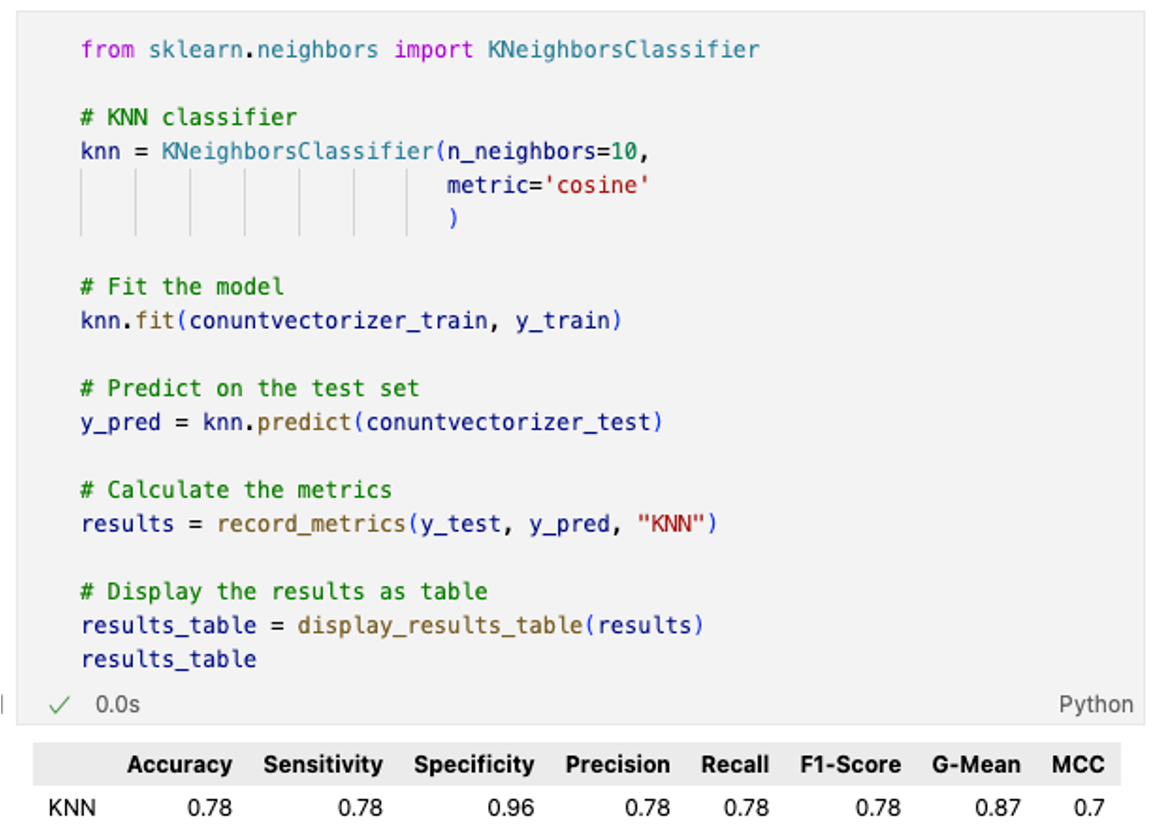 from sklearn.neighbors import KNeighborsClassifier
# KNN classifier
knn = KNeighborsClassifier(n_neighbors=10,
metric='cosine'
)
# Fit the model
knn.fit(conuntvectorizer_train, y_train)
# Predict on the test set
y_pred = knn.predict(conuntvectorizer_test)
# Calculate the metrics
results = record_metrics(y_test, y_pred, "KNN")
# Display the results as table
results_table = display_results_table(results)
results_table
✓ 0.0s Python
Accuracy Sensitivity Specificity Precision Recall F1-Score G-Mean MCC
KNN 0.78 0.78 0.96 0.78 0.78 0.78 0.87 0.7